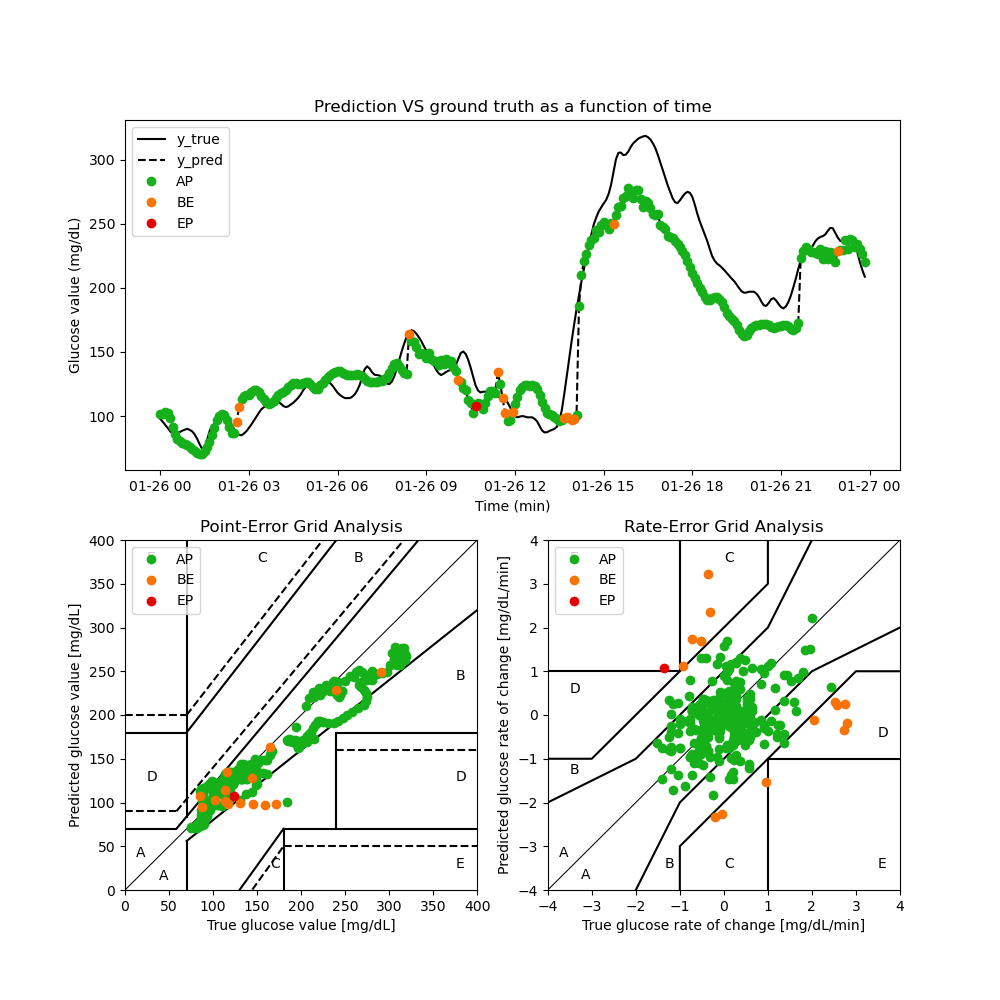 Prediction VS ground truth as a function of time
y_true
y_pred
AP
BE
EP
300
250
200
150
100
Glucose value (mg/dL)
01-26 00 01-26 03 01-26 06 01-26 09 01-26 12 01-26 15 01-26 18 01-26 21 01-27 00
Time (min)
Point-Error Grid Analysis
AP
BE
EP
C
B
B
D
D
A
A
C
E
400
350
300
250
200
150
100
50
0
Predicted glucose value [mg/dL]
0 50 100 150 200 250 300 350 400
True glucose value [mg/dL]
Rate-Error Grid Analysis
AP
BE
EP
C
D
D
B
A
A
B
C
E
4
3
2
1
0
−1
−2
−3
−4
Predicted glucose rate of change [mg/dL/min]
−4 −3 −2 −1 0 1 2 3 4
True glucose rate of change [mg/dL/min]